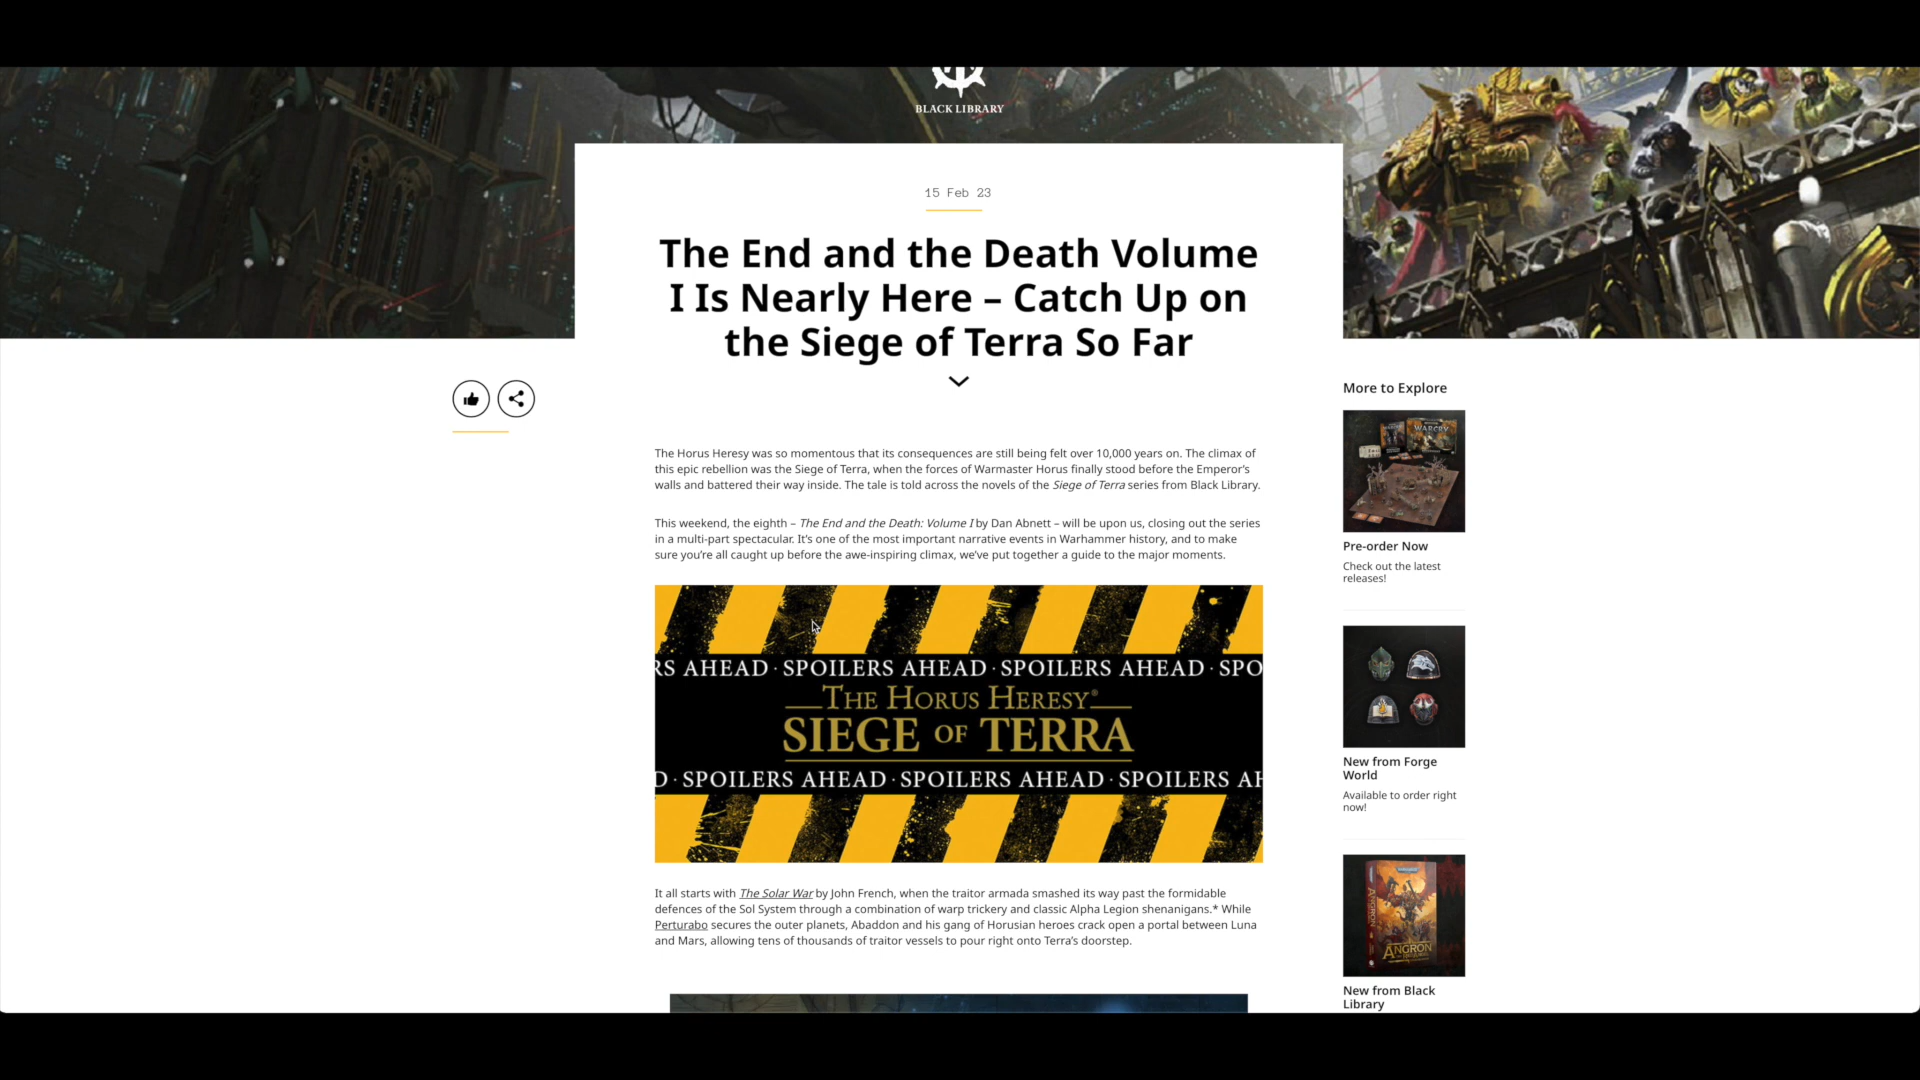 BLACK LIBRARY
15 Feb 23
The End and the Death Volume
I Is Nearly Here – Catch Up on
the Siege of Terra So Far
The Horus Heresy was so momentous that its consequences are still being felt over 10,000 years on. The climax of
this epic rebellion was the Siege of Terra, when the forces of Warmaster Horus finally stood before the Emperor's
walls and battered their way inside. The tale is told across the novels of the Siege of Terra series from Black Library.
This weekend, the eighth – The End and the Death: Volume I by Dan Abnett – will be upon us, closing out the series
in a multi-part spectacular. It's one of the most important narrative events in Warhammer history, and to make
sure you're all caught up before the awe-inspiring climax, we've put together a guide to the major moments.
RS AHEAD · SPOILERS AHEAD · SPOILERS AHEAD · SPO
THE HORUS HERESY®
SIEGE OF TERRA
D · SPOILERS AHEAD · SPOILERS AHEAD · SPOILERS AH
It all starts with The Solar War by John French, when the traitor armada smashed its way past the formidable
defences of the Sol System through a combination of warp trickery and classic Alpha Legion shenanigans.* While
Perturabo secures the outer planets, Abaddon and his gang of Horusian heroes crack open a portal between Luna
and Mars, allowing tens of thousands of traitor vessels to pour right onto Terra's doorstep.
More to Explore
WARCRY
Pre-order Now
Check out the latest
releases!
New from Forge
World
Available to order right
now!
ANGRON
ANGRON
New from Black
Library